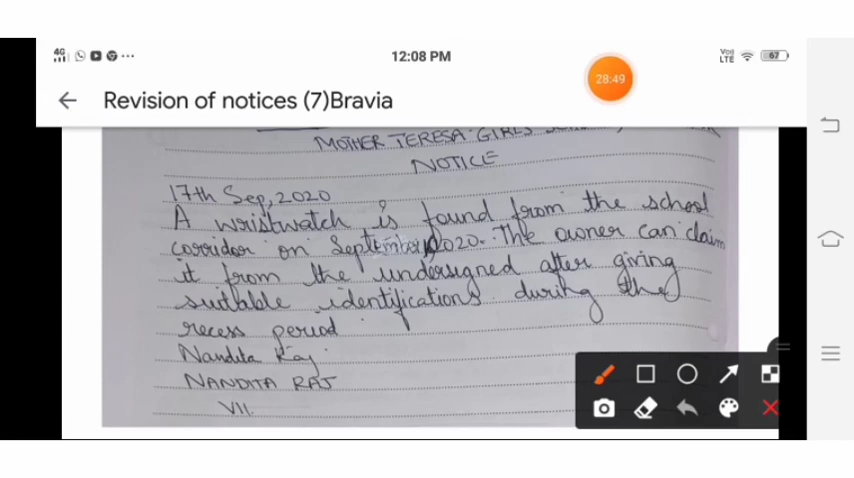 4G
12:08 PM
Vo) LTE
67
28:49
Revision of notices (7)Bravia
MOTHER TERESA GIRLS
NOTICE
17th Sep, 2020
A wristwatch is found from the school
corridor on September 2020. The owner can claim
it from the undersigned after giving
suitable identifications during the
recess period
Nandita Raj
NANDITA RAJ
VII.